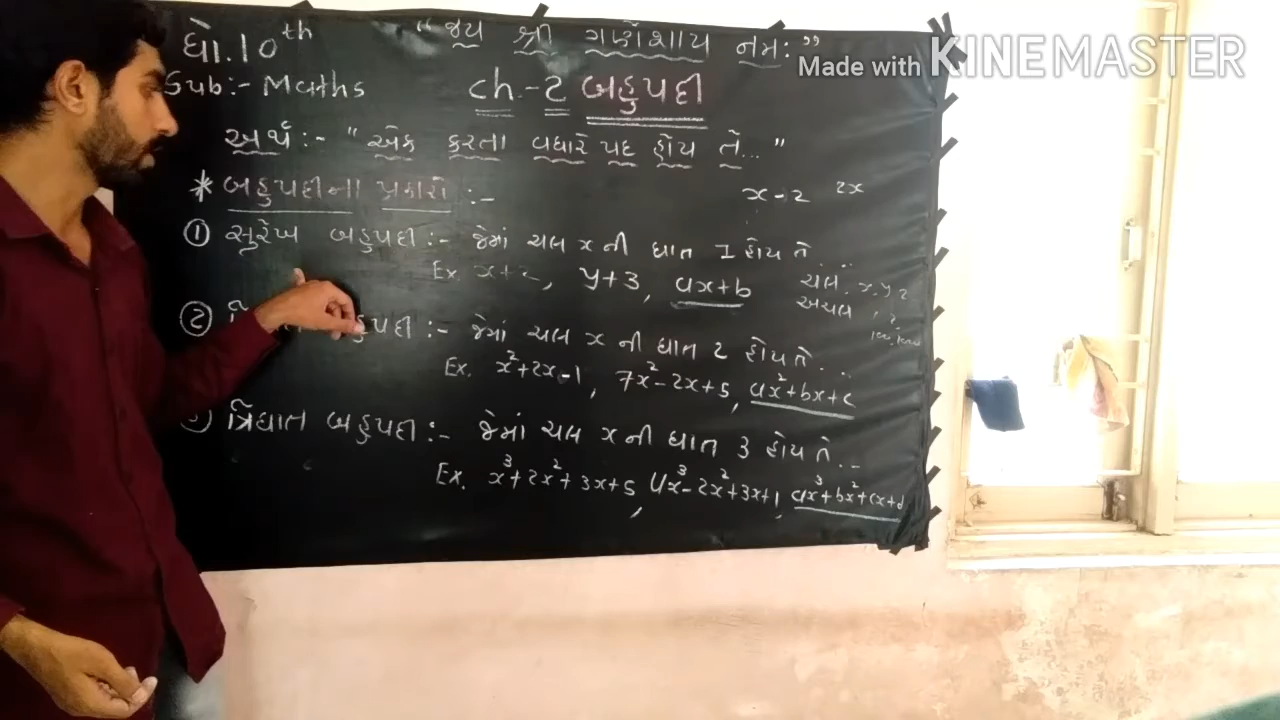 "જય શ્રી ગણેશાય નમઃ"
Made with KINEMASTER
ધો.10th
Sub:- Maths
ch.-2 બહુપદી
અર્થ:- "એક કરતા વધારે પદ હોય તે..."
* બહુપદીના પ્રકારો :-
x-2 2x
① સુરેખ બહુપદી:- જેમાં ચલ x ની ઘાત 1 હોય તે...
Ex x+2, y+3, ax+b
ચલ, x, y, z
અચલ
② બહુપદી:- જેમાં ચલ x ની ઘાત 2 હોય તે...
Ex. x²+2x-1, 7x²-2x+5, ax²+bx+c
ત્રિઘાત બહુપદી:- જેમાં ચલ x ની ઘાત 3 હોય તે...
Ex. x³+2x²+3x+5, 4x³-2x²+3x+1, ax³+bx²+cx+d